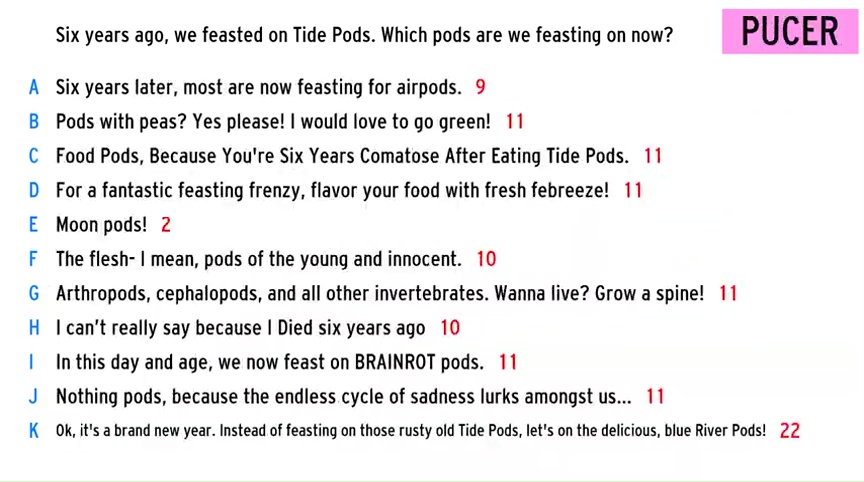 Six years ago, we feasted on Tide Pods. Which pods are we feasting on now?
PUCER
A Six years later, most are now feasting for airpods. 9
B Pods with peas? Yes please! I would love to go green! 11
C Food Pods, Because You're Six Years Comatose After Eating Tide Pods. 11
D For a fantastic feasting frenzy, flavor your food with fresh febreeze! 11
E Moon pods! 2
F The flesh- I mean, pods of the young and innocent. 10
G Arthropods, cephalopods, and all other invertebrates. Wanna live? Grow a spine! 11
H I can't really say because I Died six years ago 10
I In this day and age, we now feast on BRAINROT pods. 11
J Nothing pods, because the endless cycle of sadness lurks amongst us... 11
K Ok, it's a brand new year. Instead of feasting on those rusty old Tide Pods, let's on the delicious, blue River Pods! 22